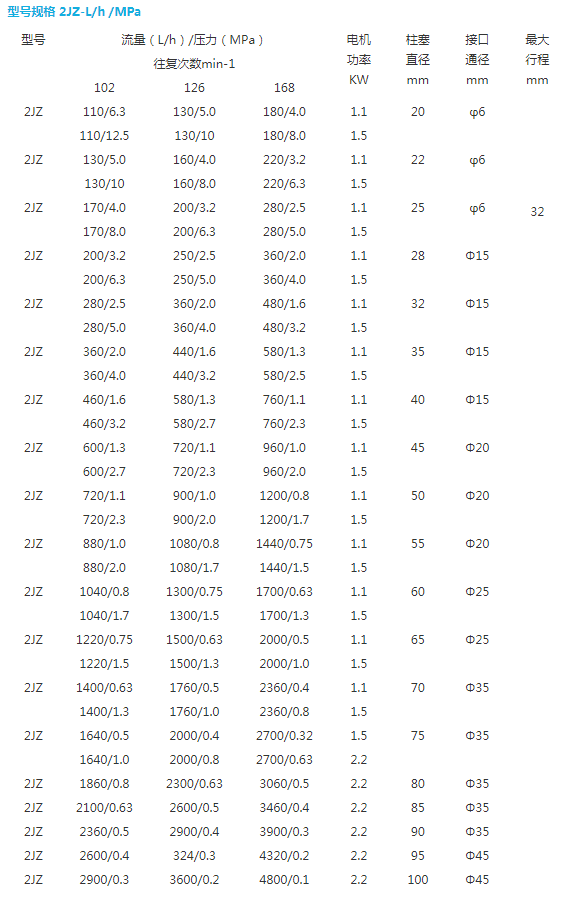 型号规格 2JZ-L/h /MPa
型号 流量（L/h）/压力（MPa） 电机 柱塞 接口 最大
往复次数min-1 功率 直径 通径 行程
KW mm mm mm
102 126 168
2JZ 110/6.3 130/5.0 180/4.0 1.1 20 φ6
110/12.5 130/10 180/8.0 1.5
2JZ 130/5.0 160/4.0 220/3.2 1.1 22 φ6
130/10 160/8.0 220/6.3 1.5
2JZ 170/4.0 200/3.2 280/2.5 1.1 25 φ6 32
170/8.0 200/6.3 280/5.0 1.5
2JZ 200/3.2 250/2.5 360/2.0 1.1 28 Φ15
200/6.3 250/5.0 360/4.0 1.5
2JZ 280/2.5 360/2.0 480/1.6 1.1 32 Φ15
280/5.0 360/4.0 480/3.2 1.5
2JZ 360/2.0 440/1.6 580/1.3 1.1 35 Φ15
360/4.0 440/3.2 580/2.5 1.5
2JZ 460/1.6 580/1.3 760/1.1 1.1 40 Φ15
460/3.2 580/2.7 760/2.3 1.5
2JZ 600/1.3 720/1.1 960/1.0 1.1 45 Φ20
600/2.7 720/2.3 960/2.0 1.5
2JZ 720/1.1 900/1.0 1200/0.8 1.1 50 Φ20
720/2.3 900/2.0 1200/1.7 1.5
2JZ 880/1.0 1080/0.8 1440/0.75 1.1 55 Φ20
880/2.0 1080/1.7 1440/1.5 1.5
2JZ 1040/0.8 1300/0.75 1700/0.63 1.1 60 Φ25
1040/1.7 1300/1.5 1700/1.3 1.5
2JZ 1220/0.75 1500/0.63 2000/0.5 1.1 65 Φ25
1220/1.5 1500/1.3 2000/1.0 1.5
2JZ 1400/0.63 1760/0.5 2360/0.4 1.1 70 Φ35
1400/1.3 1760/1.0 2360/0.8 1.5
2JZ 1640/0.5 2000/0.4 2700/0.32 1.5 75 Φ35
1640/1.0 2000/0.8 2700/0.63 2.2
2JZ 1860/0.8 2300/0.63 3060/0.5 2.2 80 Φ35
2JZ 2100/0.63 2600/0.5 3460/0.4 2.2 85 Φ35
2JZ 2360/0.5 2900/0.4 3900/0.3 2.2 90 Φ35
2JZ 2600/0.4 324/0.3 4320/0.2 2.2 95 Φ45
2JZ 2900/0.3 3600/0.2 4800/0.1 2.2 100 Φ45